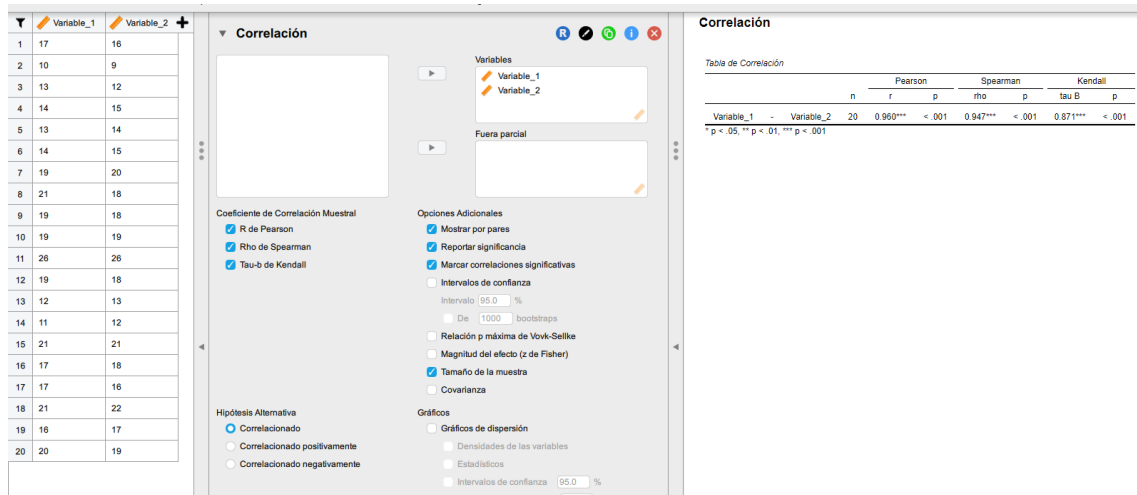 Variable_1 Variable_2
1 17 16
2 10 9
3 13 12
4 14 15
5 13 14
6 14 15
7 19 20
8 21 18
9 19 18
10 19 19
11 26 26
12 19 18
13 12 13
14 11 12
15 21 21
16 17 18
17 17 16
18 21 22
19 16 17
20 20 19
Correlación
R
i
Variables
Variable_1
Variable_2
Fuera parcial
Coeficiente de Correlación Muestral
R de Pearson
Rho de Spearman
Tau-b de Kendall
Opciones Adicionales
Mostrar por pares
Reportar significancia
Marcar correlaciones significativas
Intervalos de confianza
Intervalo 95.0 %
De 1000 bootstraps
Relación p máxima de Vovk-Sellke
Magnitud del efecto (z de Fisher)
Tamaño de la muestra
Covarianza
Hipótesis Alternativa
Correlacionado
Correlacionado positivamente
Correlacionado negativamente
Gráficos
Gráficos de dispersión
Densidades de las variables
Estadísticos
Intervalos de confianza 95.0 %
Correlación
Tabla de Correlación
Pearson Spearman Kendall
n r p rho p tau B p
Variable_1 - Variable_2 20 0.960*** < .001 0.947*** < .001 0.871*** < .001
* p < .05, ** p < .01, *** p < .001